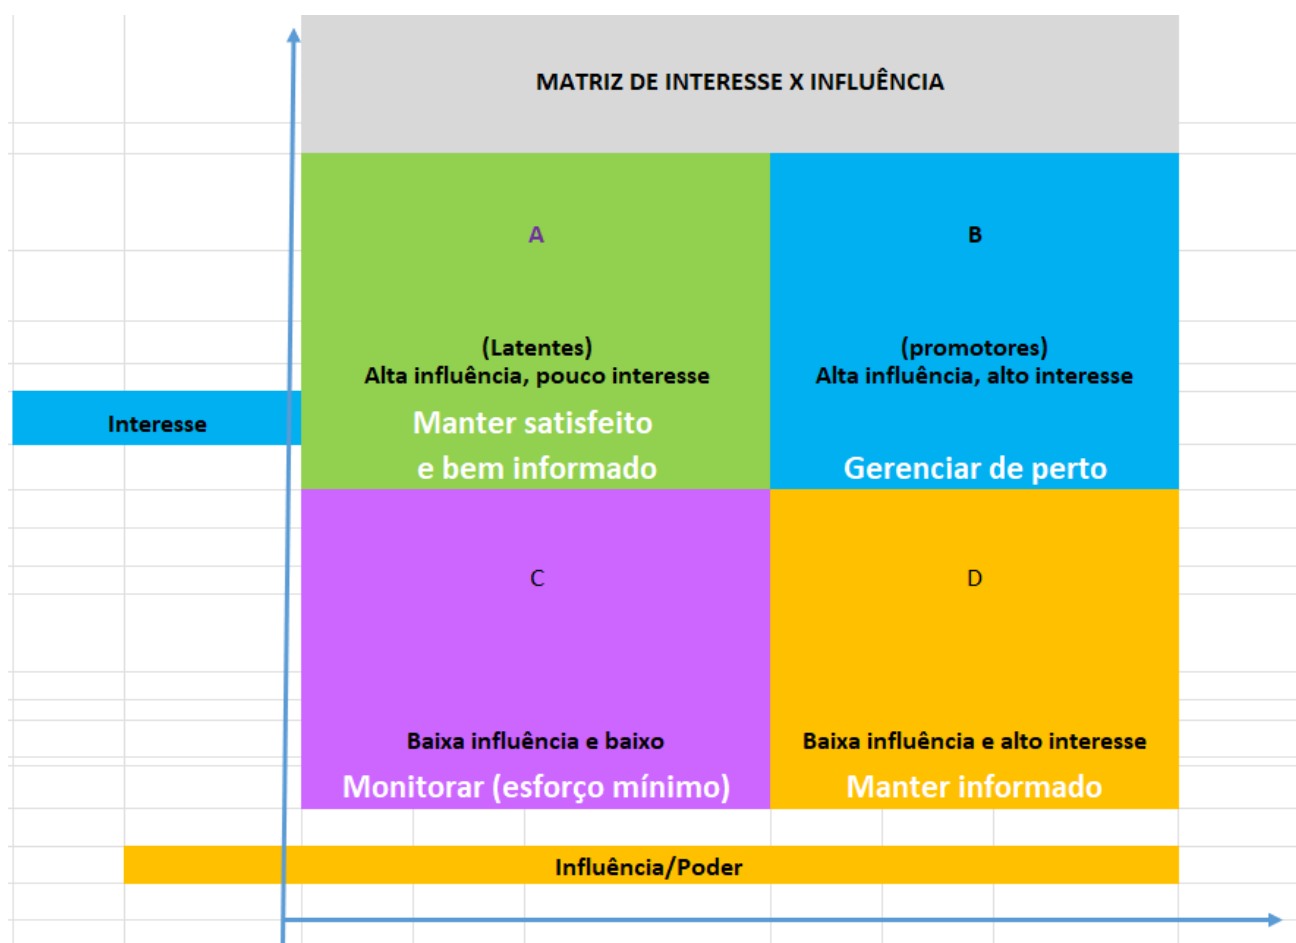 MATRIZ DE INTERESSE X INFLUÊNCIA
A
(Latentes)
Alta influência, pouco interesse
Manter satisfeito
e bem informado
B
(promotores)
Alta influência, alto interesse
Gerenciar de perto
Interesse
C
Baixa influência e baixo
Monitorar (esforço mínimo)
D
Baixa influência e alto interesse
Manter informado
Influência/Poder